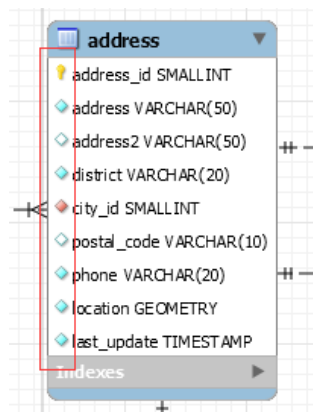 address
address_id SMALLINT
address VARCHAR(50)
address2 VARCHAR(50)
district VARCHAR(20)
city_id SMALLINT
postal_code VARCHAR(10)
phone VARCHAR(20)
location GEOMETRY
last_update TIMESTAMP
Indexes